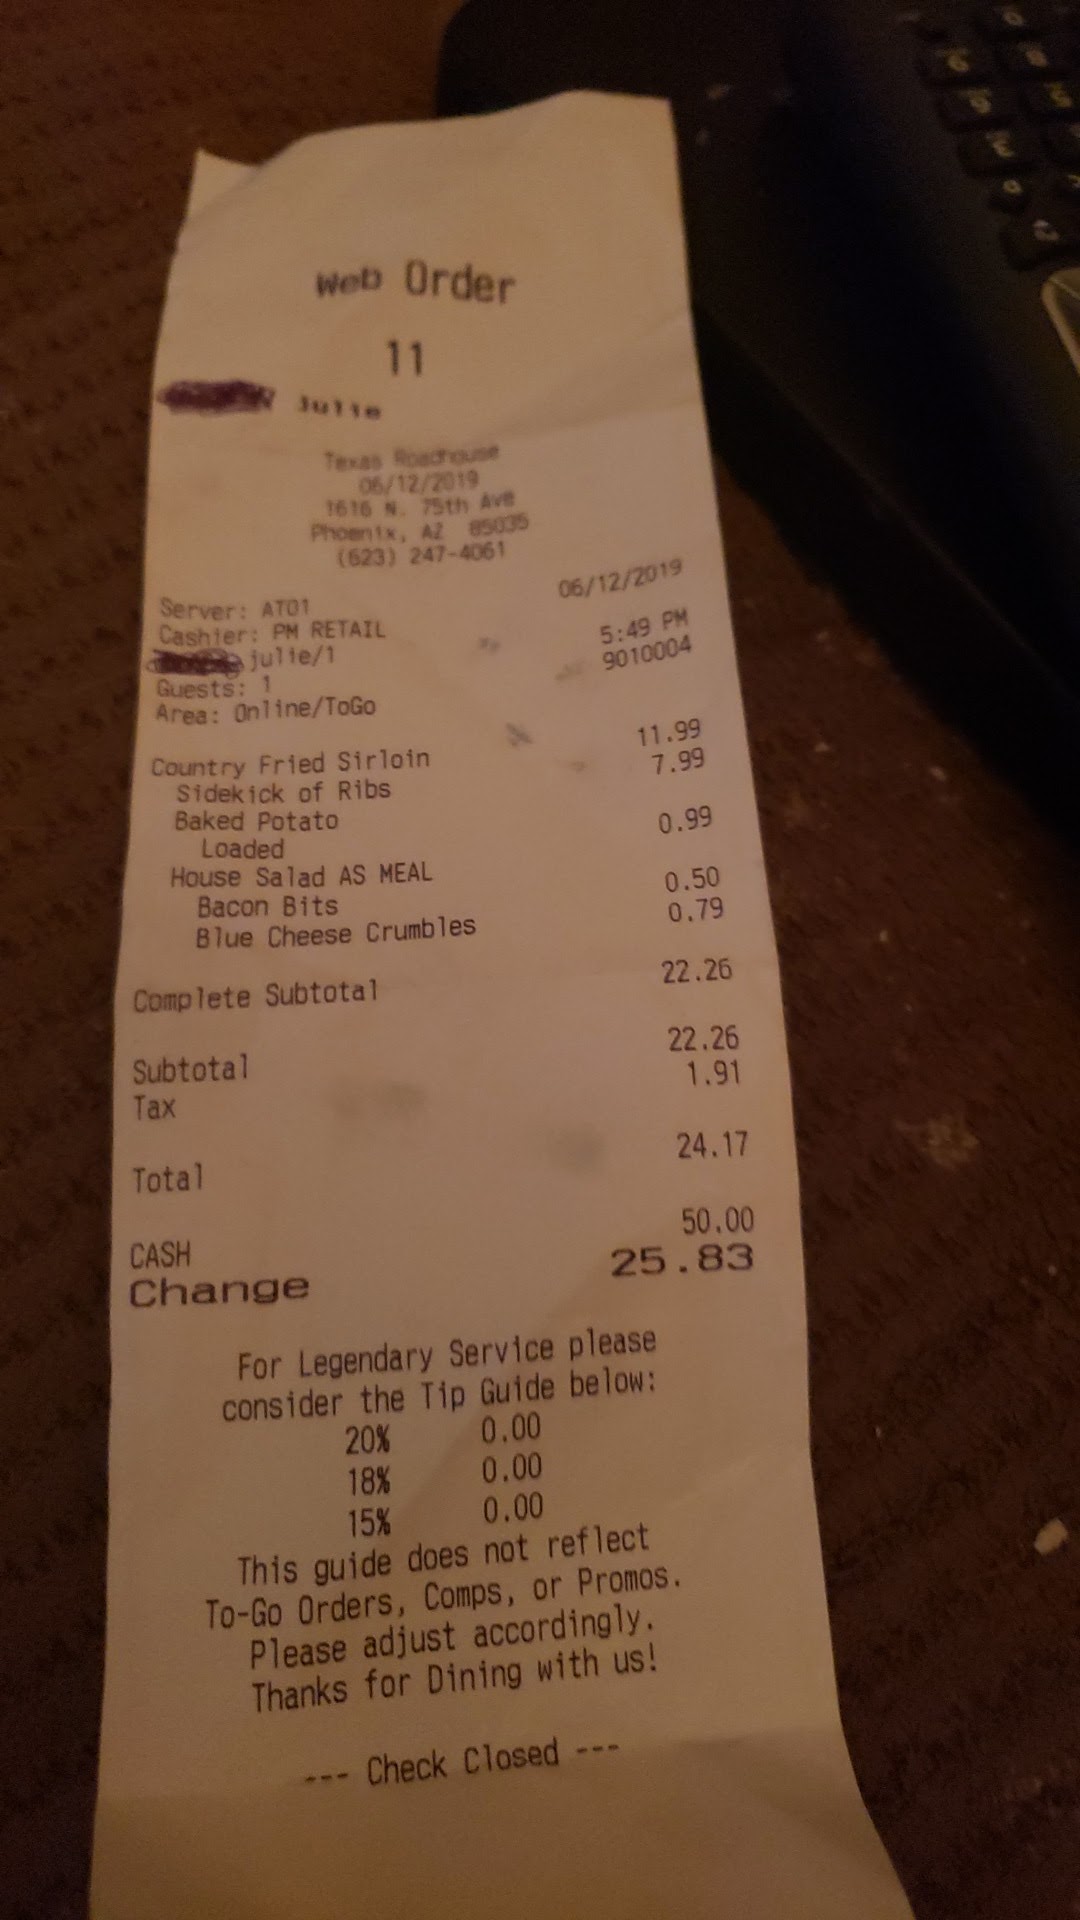 Web Order
11
Julie
Texas Roadhouse
06/12/2019
1616 N. 75th Ave
Phoenix, AZ 85035
(623) 247-4061
Server: AT01 06/12/2019
Cashier: PM RETAIL 5:49 PM
julie/1 9010004
Guests: 1
Area: Online/ToGo
Country Fried Sirloin 11.99
Sidekick of Ribs 7.99
Baked Potato
Loaded 0.99
House Salad AS MEAL
Bacon Bits 0.50
Blue Cheese Crumbles 0.79
Complete Subtotal 22.26
Subtotal 22.26
Tax 1.91
Total 24.17
CASH 50.00
Change 25.83
For Legendary Service please
consider the Tip Guide below:
20% 0.00
18% 0.00
15% 0.00
This guide does not reflect
To-Go Orders, Comps, or Promos.
Please adjust accordingly.
Thanks for Dining with us!
--- Check Closed ---